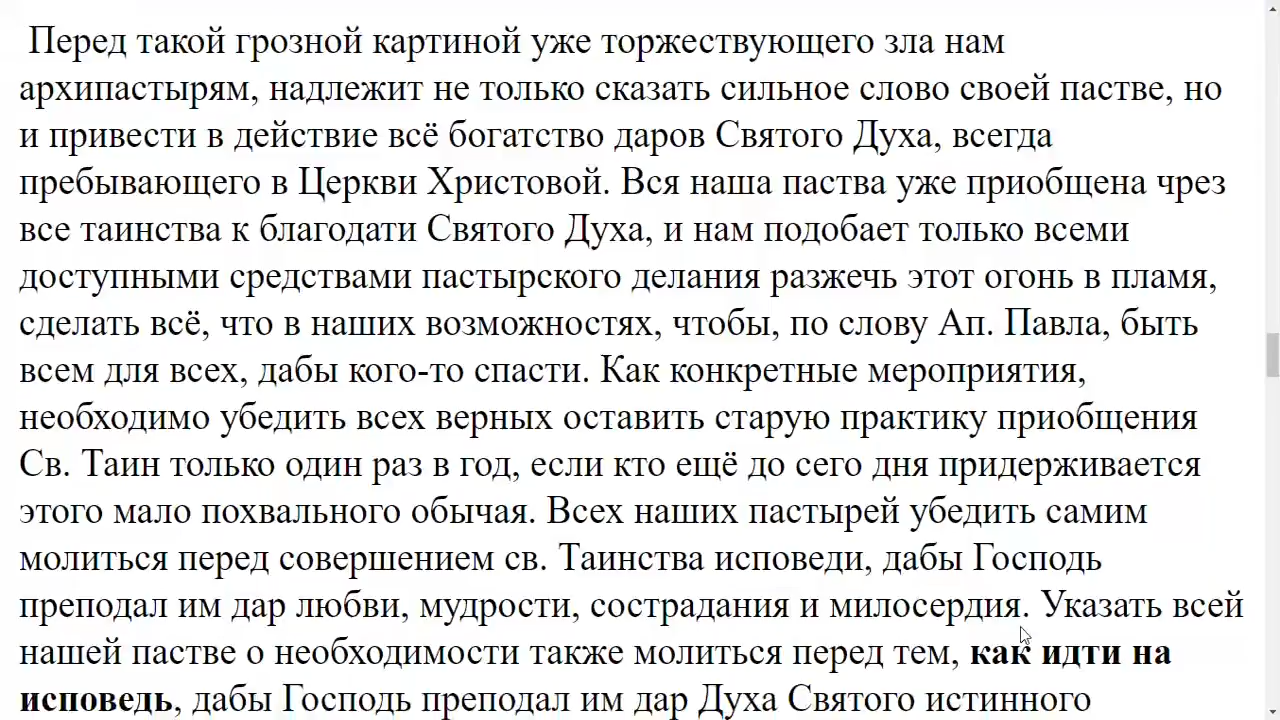 Перед такой грозной картиной уже торжествующего зла нам
архипастырям, надлежит не только сказать сильное слово своей пастве, но
и привести в действие всё богатство даров Святого Духа, всегда
пребывающего в Церкви Христовой. Вся наша паства уже приобщена чрез
все таинства к благодати Святого Духа, и нам подобает только всеми
доступными средствами пастырского делания разжечь этот огонь в пламя,
сделать всё, что в наших возможностях, чтобы, по слову Ап. Павла, быть
всем для всех, дабы кого-то спасти. Как конкретные мероприятия,
необходимо убедить всех верных оставить старую практику приобщения
Св. Таин только один раз в год, если кто ещё до сего дня придерживается
этого мало похвального обычая. Всех наших пастырей убедить самим
молиться перед совершением св. Таинства исповеди, дабы Господь
преподал им дар любви, мудрости, сострадания и милосердия. Указать всей
нашей пастве о необходимости также молиться перед тем, как идти на
исповедь, дабы Господь преподал им дар Духа Святого истинного